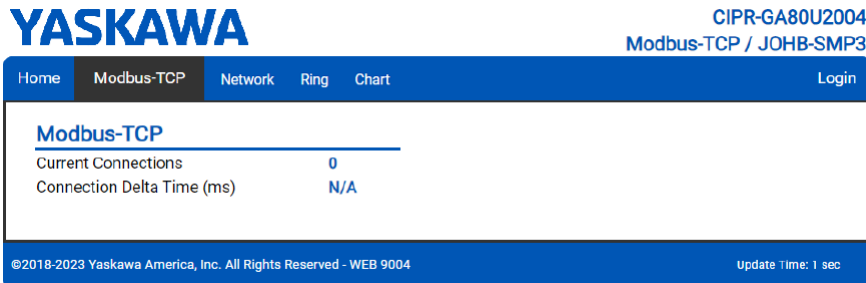 YASKAWA
CIPR-GA80U2004
Modbus-TCP / JOHB-SMP3
Home Modbus-TCP Network Ring Chart Login
Modbus-TCP
Current Connections 0
Connection Delta Time (ms) N/A
©2018-2023 Yaskawa America, Inc. All Rights Reserved - WEB 9004 Update Time: 1 sec